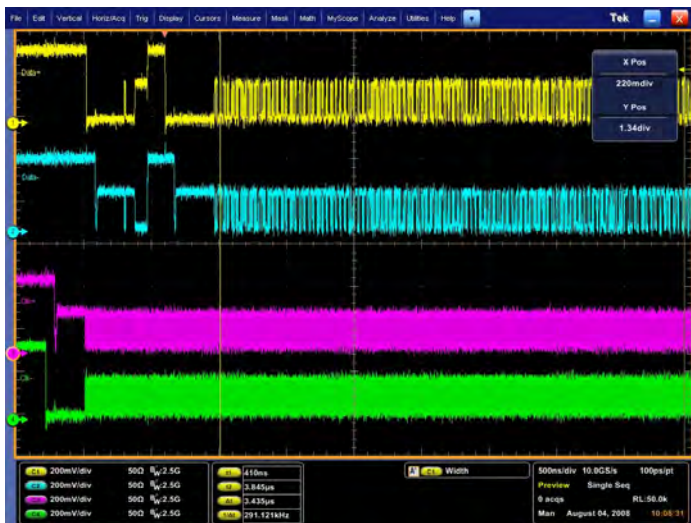 File Edit Vertical Horiz/Acq Trig Display Cursors Measure Mask Math MyScope Analyze Utilities Help Tek X
X Pos
220mdiv
Y Pos
1.34div
Data+
Data-
Clk+
Clk-
C1 200mV/div 50Ω BW:2.5G
C2 200mV/div 50Ω BW:2.5G
C3 200mV/div 50Ω BW:2.5G
C4 200mV/div 50Ω BW:2.5G
t1 410ns
t2 3.845µs
Δt 3.435µs
1/Δt 291.121kHz
A' C1 Width
500ns/div 10.0GS/s 100ps/pt
Preview Single Seq
0 acqs RL:50.0k
Man August 04, 2008 10:05:31